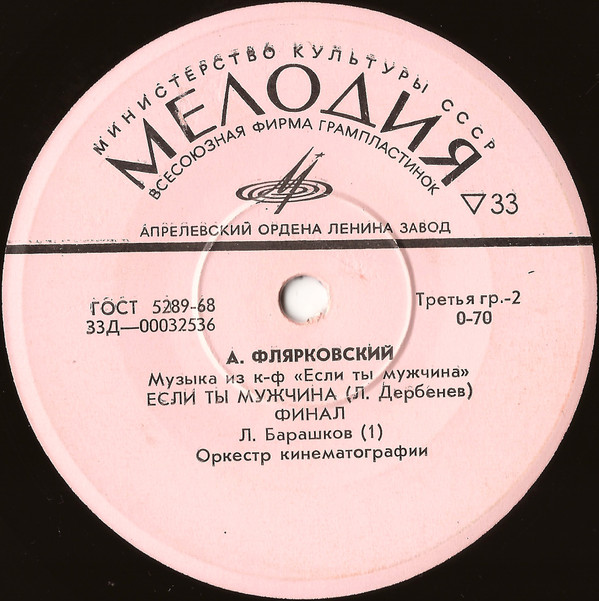 МИНИСТЕРСТВО КУЛЬТУРЫ СССР
МЕЛОДИЯ
ВСЕСОЮЗНАЯ ФИРМА ГРАМПЛАСТИНОК
▽33
АПРЕЛЕВСКИЙ ОРДЕНА ЛЕНИНА ЗАВОД
ГОСТ 5289-68
33Д—00032536
Третья гр.-2
0-70
А. ФЛЯРКОВСКИЙ
Музыка из к-ф «Если ты мужчина»
ЕСЛИ ТЫ МУЖЧИНА (Л. Дербенев)
ФИНАЛ
Л. Барашков (1)
Оркестр кинематографии